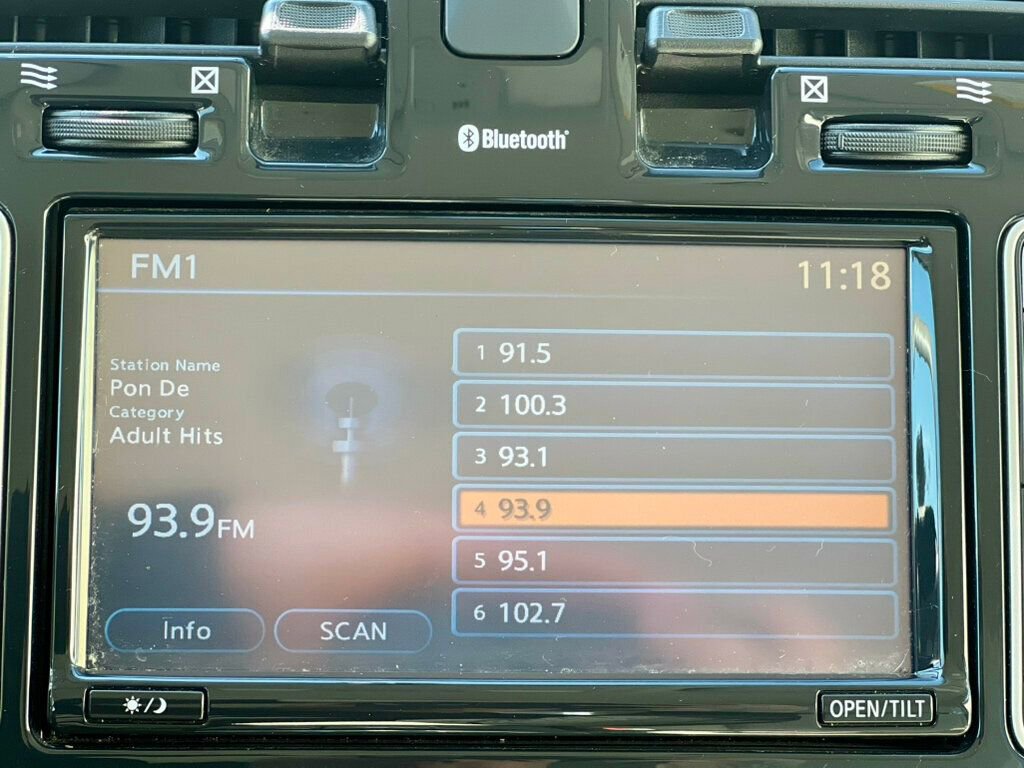 Bluetooth®
FM1
11:18
Station Name
Pon De
Category
Adult Hits
93.9FM
1 91.5
2 100.3
3 93.1
4 93.9
5 95.1
6 102.7
Info
SCAN
OPEN/TILT